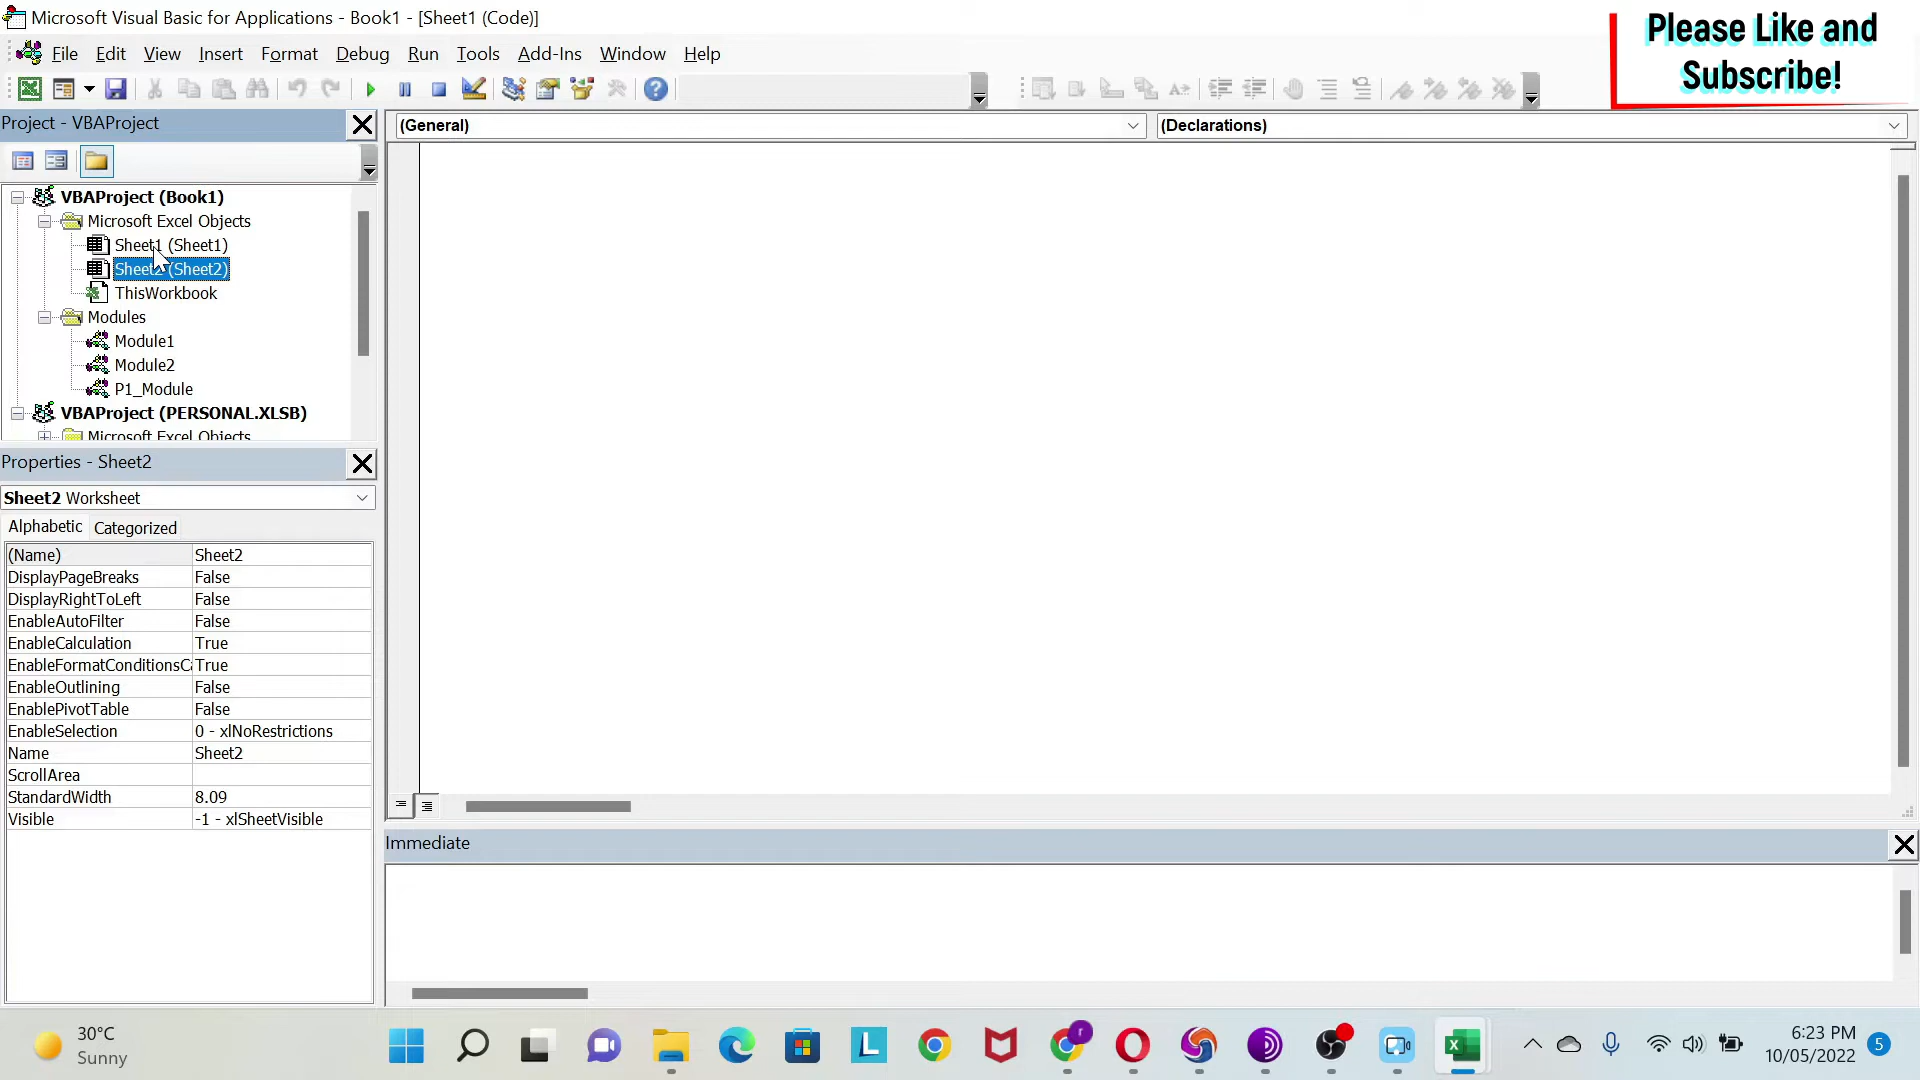 Microsoft Visual Basic for Applications - Book1 - [Sheet1 (Code)]
Please Like and
Subscribe!
File Edit View Insert Format Debug Run Tools Add-Ins Window Help
Project - VBAProject
(General)
(Declarations)
VBAProject (Book1)
Microsoft Excel Objects
Sheet1 (Sheet1)
Sheet2 (Sheet2)
ThisWorkbook
Modules
Module1
Module2
P1_Module
VBAProject (PERSONAL.XLSB)
Microsoft Excel Objects
Properties - Sheet2
Sheet2 Worksheet
Alphabetic Categorized
(Name) Sheet2
DisplayPageBreaks False
DisplayRightToLeft False
EnableAutoFilter False
EnableCalculation True
EnableFormatConditionsCa True
EnableOutlining False
EnablePivotTable False
EnableSelection 0 - xlNoRestrictions
Name Sheet2
ScrollArea
StandardWidth 8.09
Visible -1 - xlSheetVisible
Immediate
30°C
Sunny
L
r
6:23 PM
10/05/2022
5